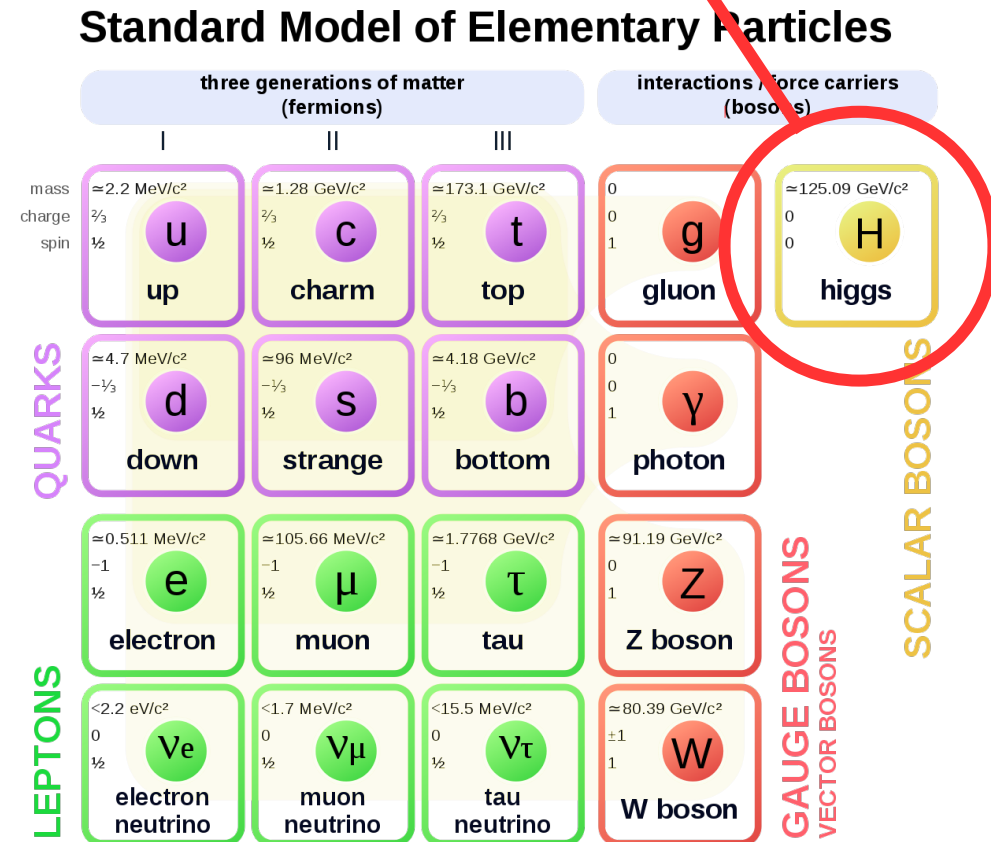 Standard Model of Elementary Particles
three generations of matter
(fermions)
interactions / force carriers
(bosons)
I
II
III
mass
charge
spin
≃2.2 MeV/c²
⅔
½
u
up
≃1.28 GeV/c²
⅔
½
c
charm
≃173.1 GeV/c²
⅔
½
t
top
0
0
1
g
gluon
≃125.09 GeV/c²
0
0
H
higgs
QUARKS
≃4.7 MeV/c²
−⅓
½
d
down
≃96 MeV/c²
−⅓
½
s
strange
≃4.18 GeV/c²
−⅓
½
b
bottom
0
0
1
γ
photon
SCALAR BOSONS
LEPTONS
≃0.511 MeV/c²
−1
½
e
electron
≃105.66 MeV/c²
−1
½
μ
muon
≃1.7768 GeV/c²
−1
½
τ
tau
≃91.19 GeV/c²
0
1
Z
Z boson
<2.2 eV/c²
0
½
νe
electron
neutrino
<1.7 MeV/c²
0
½
νμ
muon
neutrino
<15.5 MeV/c²
0
½
ντ
tau
neutrino
≃80.39 GeV/c²
±1
1
W
W boson
GAUGE BOSONS
VECTOR BOSONS